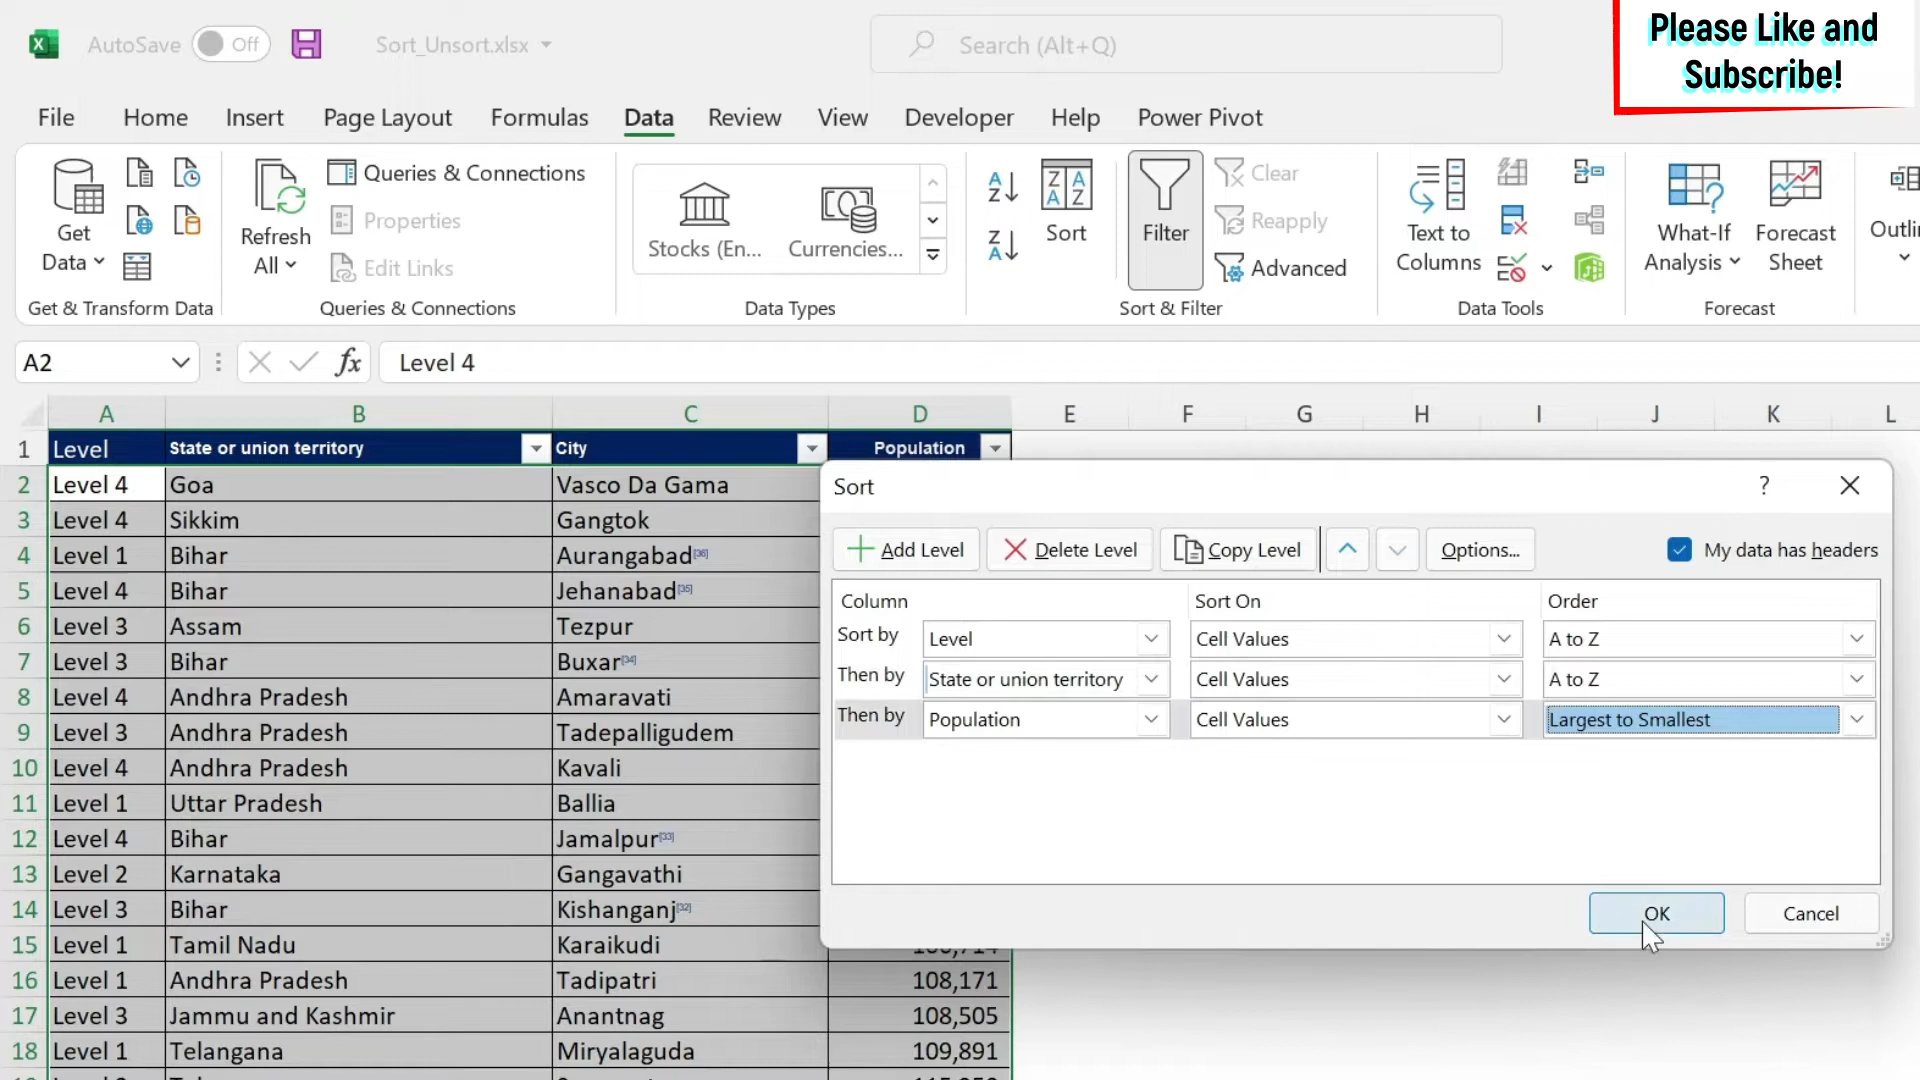 Please Like and
Subscribe!
AutoSave Off Sort_Unsort.xlsx Search (Alt+Q)
File Home Insert Page Layout Formulas Data Review View Developer Help Power Pivot
Get
Data
Refresh
All
Queries & Connections
Properties
Edit Links
Stocks (En... Currencies...
Sort
Filter
Clear
Reapply
Advanced
Text to
Columns
What-If
Analysis
Forecast
Sheet
Outli
Get & Transform Data Queries & Connections Data Types Sort & Filter Data Tools Forecast
A2 fx Level 4
A B C D E F G H I J K L
1 Level State or union territory City Population
2 Level 4 Goa Vasco Da Gama
3 Level 4 Sikkim Gangtok
4 Level 1 Bihar Aurangabad[36]
5 Level 4 Bihar Jehanabad[35]
6 Level 3 Assam Tezpur
7 Level 3 Bihar Buxar[34]
8 Level 4 Andhra Pradesh Amaravati
9 Level 3 Andhra Pradesh Tadepalligudem
10 Level 4 Andhra Pradesh Kavali
11 Level 1 Uttar Pradesh Ballia
12 Level 4 Bihar Jamalpur[33]
13 Level 2 Karnataka Gangavathi
14 Level 3 Bihar Kishanganj[32]
15 Level 1 Tamil Nadu Karaikudi
16 Level 1 Andhra Pradesh Tadipatri 108,171
17 Level 3 Jammu and Kashmir Anantnag 108,505
18 Level 1 Telangana Miryalaguda 109,891
Sort ?
Add Level Delete Level Copy Level Options... My data has headers
Column Sort On Order
Sort by Level Cell Values A to Z
Then by State or union territory Cell Values A to Z
Then by Population Cell Values Largest to Smallest
OK Cancel